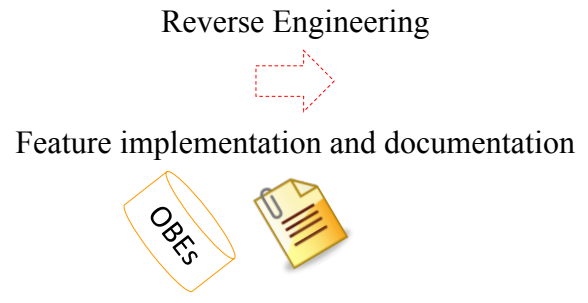 Reverse Engineering
Feature implementation and documentation
OBEs